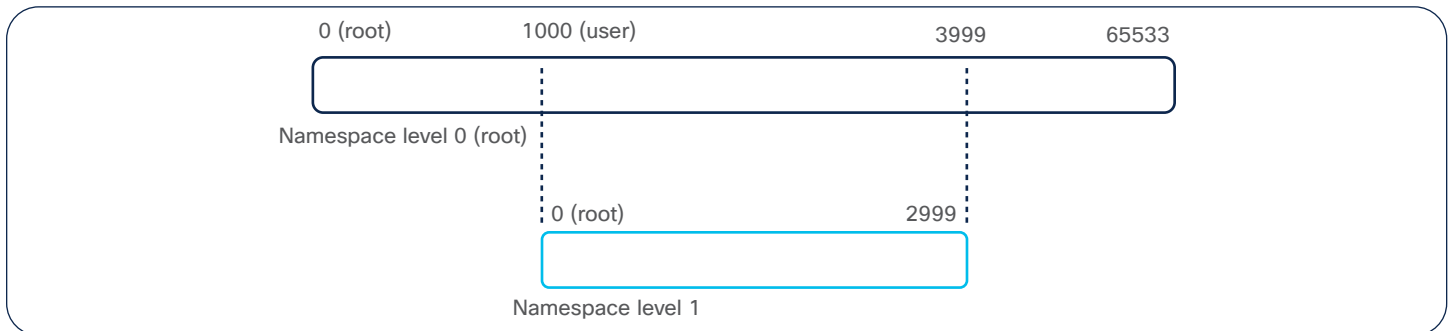 0 (root) 1000 (user) 3999 65533
Namespace level 0 (root)
0 (root) 2999
Namespace level 1